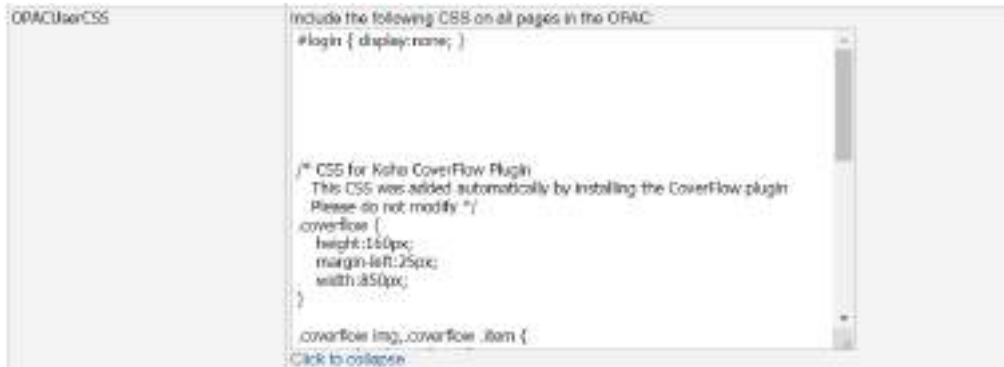 OPACUserCSS
Include the following CSS on all pages in the OPAC:
#login { display:none; }
/* CSS for Koha CoverFlow Plugin
This CSS was added automatically by installing the CoverFlow plugin
Please do not modify */
.coverflow {
height:160px;
margin-left:25px;
width:850px;
}
.coverflow img,.coverflow .item {
Click to collapse